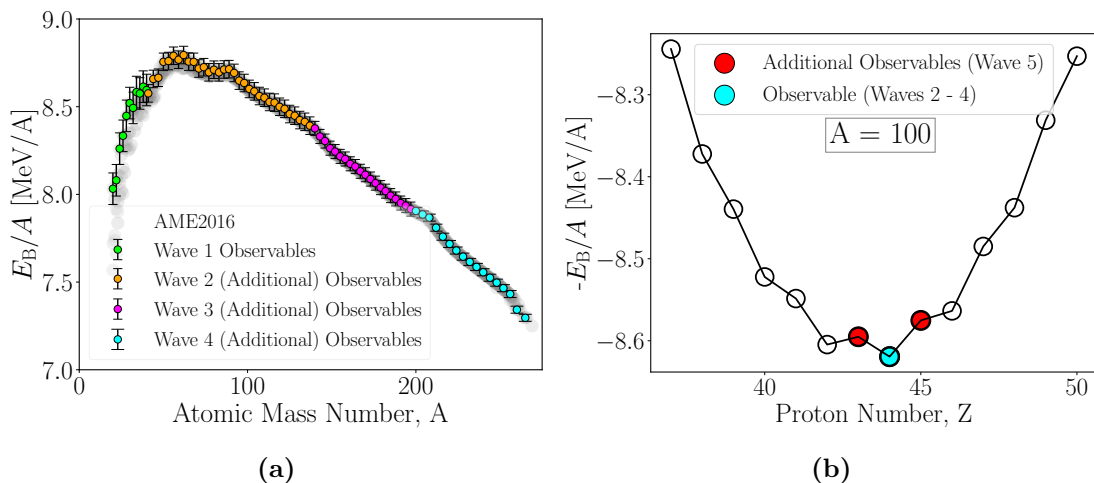 9.0
8.5
8.0
7.5
7.0
E_B/A [MeV/A]
AME2016
Wave 1 Observables
Wave 2 (Additional) Observables
Wave 3 (Additional) Observables
Wave 4 (Additional) Observables
0
100
200
Atomic Mass Number, A
(a)
Additional Observables (Wave 5)
Observable (Waves 2 - 4)
A = 100
−8.3
−8.4
−8.5
−8.6
-E_B/A [MeV/A]
40
45
50
Proton Number, Z
(b)